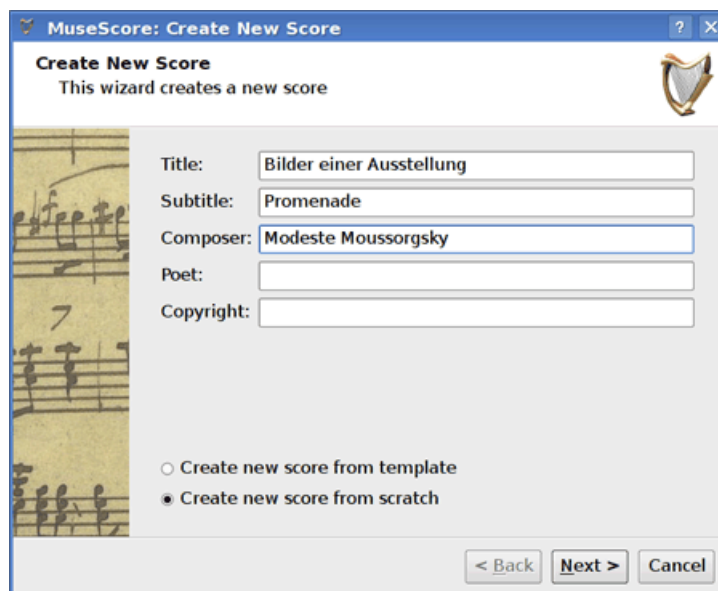 MuseScore: Create New Score
?
X
Create New Score
This wizard creates a new score
Title: Bilder einer Ausstellung
Subtitle: Promenade
Composer: Modeste Moussorgsky
Poet:
Copyright:
7
Create new score from template
Create new score from scratch
< Back Next > Cancel